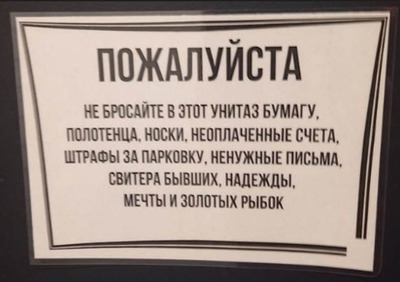 ПОЖАЛУЙСТА
НЕ БРОСАЙТЕ В ЭТОТ УНИТАЗ БУМАГУ,
ПОЛОТЕНЦА, НОСКИ, НЕОПЛАЧЕННЫЕ СЧЕТА,
ШТРАФЫ ЗА ПАРКОВКУ, НЕНУЖНЫЕ ПИСЬМА,
СВИТЕРА БЫВШИХ, НАДЕЖДЫ,
МЕЧТЫ И ЗОЛОТЫХ РЫБОК